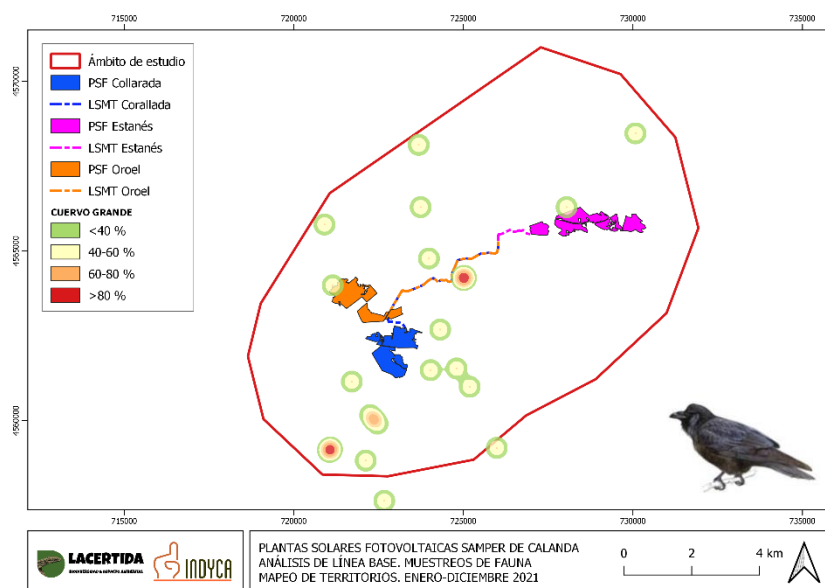 715000 720000 725000 730000 735000
4570000
4565000
4560000
Ámbito de estudio
PSF Collarada
LSMT Corallada
PSF Estanés
LSMT Estanés
PSF Oroel
LSMT Oroel
CUERVO GRANDE
<40 %
40-60 %
60-80 %
>80 %
715000 720000 725000 730000 735000
LACERTIDA
INDYCA
PLANTAS SOLARES FOTOVOLTAICAS SAMPER DE CALANDA
ANÁLISIS DE LÍNEA BASE. MUESTREOS DE FAUNA
MAPEO DE TERRITORIOS. ENERO-DICIEMBRE 2021
0 2 4 km